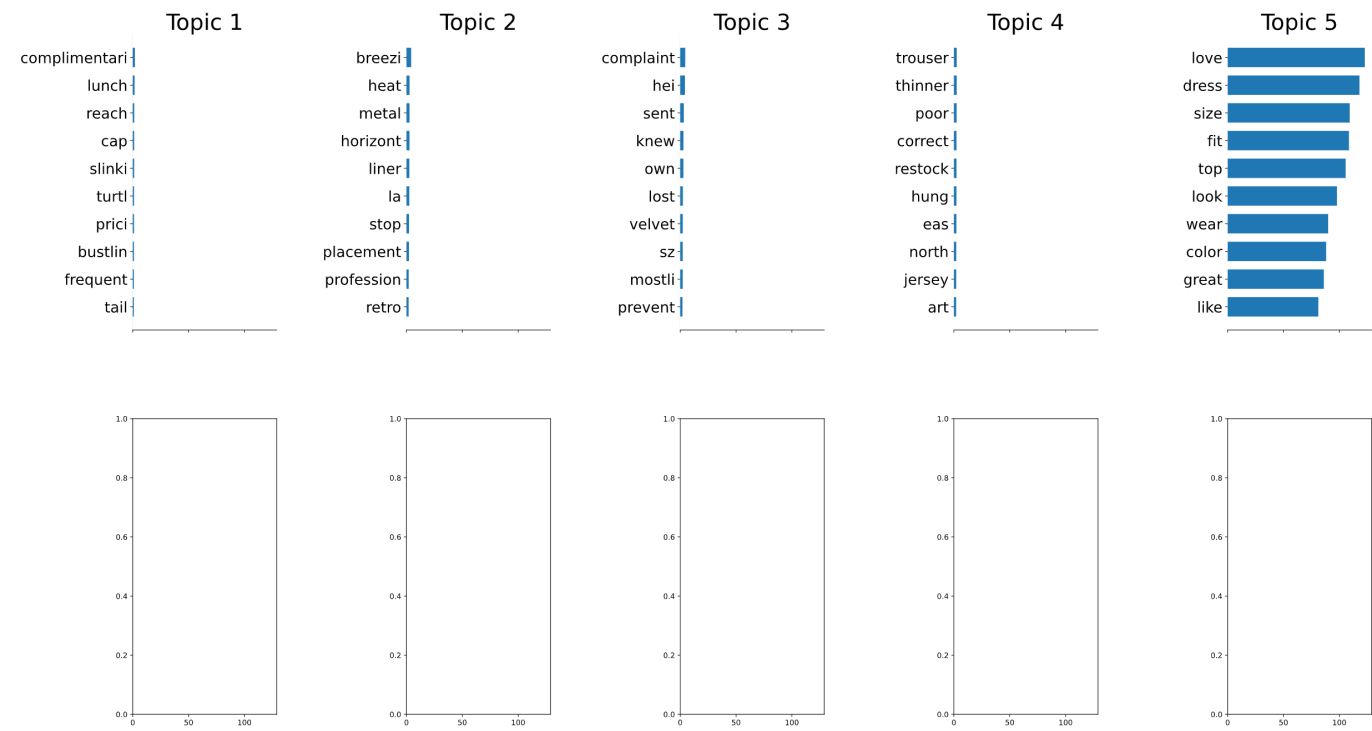 Topic 1
complimentari
lunch
reach
cap
slinki
turtl
prici
bustlin
frequent
tail
Topic 2
breezi
heat
metal
horizont
liner
la
stop
placement
profession
retro
Topic 3
complaint
hei
sent
knew
own
lost
velvet
sz
mostli
prevent
Topic 4
trouser
thinner
poor
correct
restock
hung
eas
north
jersey
art
Topic 5
love
dress
size
fit
top
look
wear
color
great
like
1.0
0.8
0.6
0.4
0.2
0.0
0 50 100
1.0
0.8
0.6
0.4
0.2
0.0
0 50 100
1.0
0.8
0.6
0.4
0.2
0.0
0 50 100
1.0
0.8
0.6
0.4
0.2
0.0
0 50 100
1.0
0.8
0.6
0.4
0.2
0.0
0 50 100